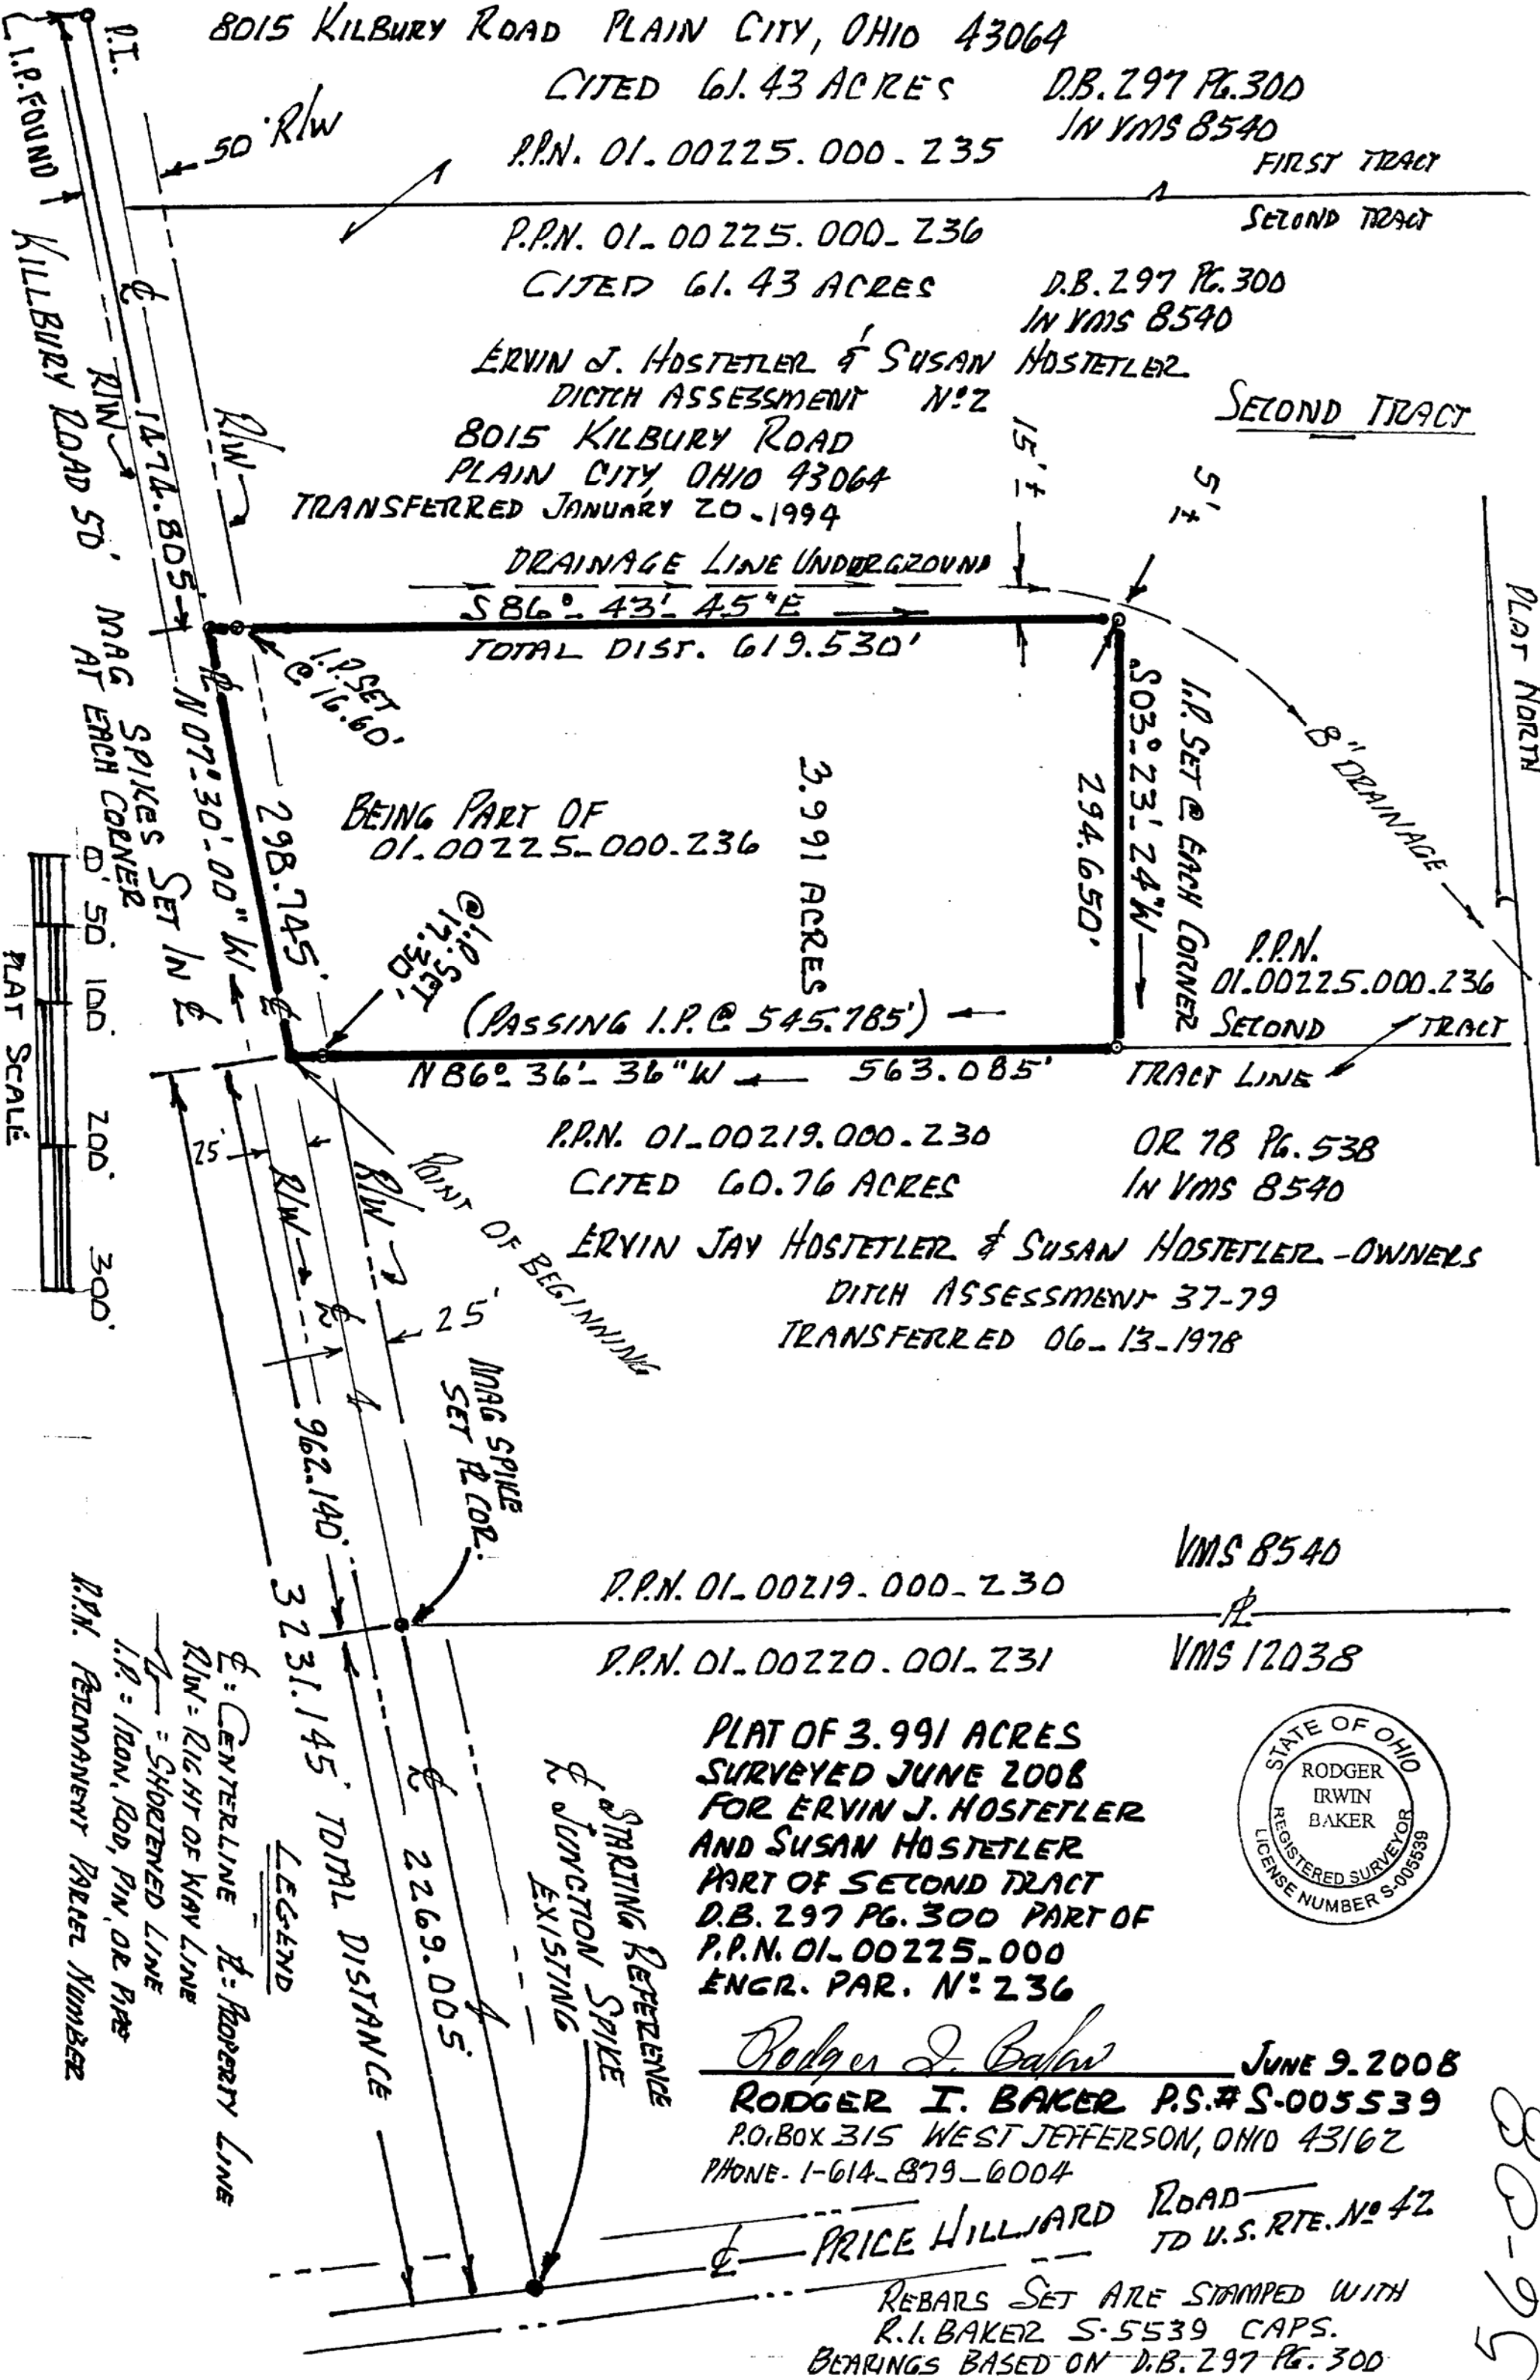 8015 KILBURY ROAD PLAIN CITY, OHIO 43064
CITED 61.43 ACRES D.B. 297 PG. 300
IN VMS 8540
P.P.N. 01-00225.000-235
FIRST TRACT
SECOND TRACT
P.I.
I.P. FOUND
50' R/W
P.P.N. 01-00225.000-236
CITED 61.43 ACRES D.B. 297 PG. 300
IN VMS 8540
ERVIN J. HOSTETLER & SUSAN HOSTETLER
DICTCH ASSESSMENT Nº2
8015 KILBURY ROAD
PLAIN CITY, OHIO 43064
TRANSFERRED JANUARY 20-1994
SECOND TRACT
15'±
5'±
PLAT NORTH
KILLBURY ROAD 50'
R/W
R/W
℄
1474.805'
DRAINAGE LINE UNDERGROUND
S86°-43'-45"E
TOTAL DIST. 619.530'
I.P. SET
@ 16.60'
MAG SPIKES SET IN ℄
AT EACH CORNER
℄ N07°-30'-00"W
298.745'
BEING PART OF
01-00225-000.236
3.991 ACRES
S03°-23'-24"W
294.650'
I.P. SET @ EACH CORNER
8" DRAINAGE
P.P.N.
01.00225.000.236
SECOND TRACT
TRACT LINE
I.P. SET
@ 17.30'
(PASSING I.P. @ 545.785')
℄
N86°-36'-36"W 563.085'
0' 50' 100' 200' 300'
PLAT SCALE
P.P.N. 01-00219.000-230 OR 78 PG. 538
CITED 60.76 ACRES IN VMS 8540
ERVIN JAY HOSTETLER & SUSAN HOSTETLER-OWNERS
DITCH ASSESSMENT 37-79
TRANSFERRED 06-13-1978
25'
R/W
R/W
POINT OF BEGINNING
℄
25'
MAG SPIKE
SET ⅊ COR.
962.140'
VMS 8540
P.P.N. 01-00219-000-230
⅊
P.P.N. 01-00220.001-231 VMS 12038
3231.145' TOTAL DISTANCE
℄ 2269.005'
STARTING REFERENCE
℄ JUNCTION SPIKE
EXISTING
LEGEND
℄ = CENTERLINE ⅊ = PROPERTY LINE
R/W = RIGHT OF WAY LINE
= SHORTENED LINE
I.P. = IRON, ROD, PIN, OR PIPE
P.P.N. PERMANENT PARCEL NUMBER
PLAT OF 3.991 ACRES
SURVEYED JUNE 2008
FOR ERVIN J. HOSTETLER
AND SUSAN HOSTETLER
PART OF SECOND TRACT
D.B. 297 PG. 300 PART OF
P.P.N. 01-00225-000
ENGR. PAR. Nº 236
STATE OF OHIO
RODGER
IRWIN
BAKER
REGISTERED SURVEYOR
LICENSE NUMBER S-005539
Rodger I. Baker JUNE 9-2008
RODGER I. BAKER P.S.# S-005539
P.O. BOX 315 WEST JEFFERSON, OHIO 43162
PHONE-1-614-879-6004
℄ PRICE HILLIARD ROAD
TO U.S. RTE. Nº 42
REBARS SET ARE STAMPED WITH
R.I. BAKER S-5539 CAPS.
BEARINGS BASED ON D.B. 297 PG. 300
80-95